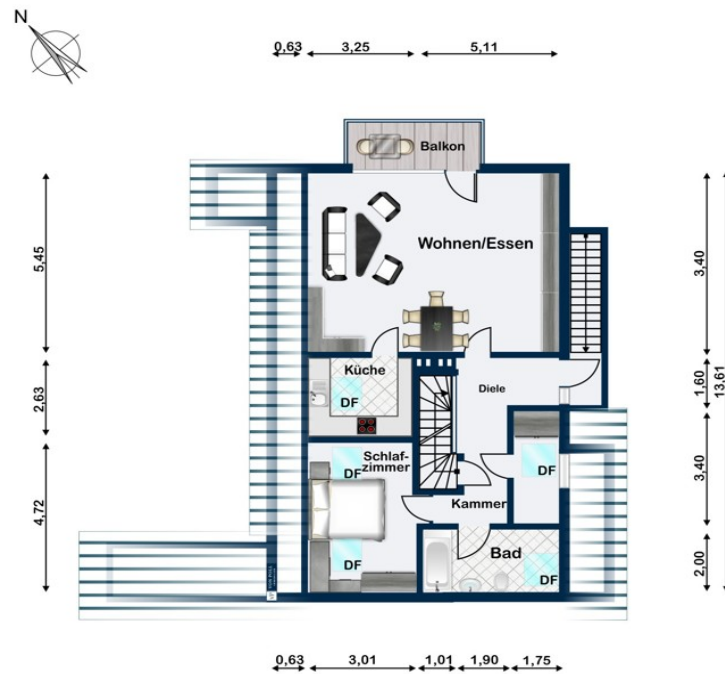 N
0,63
3,25
5,11
Balkon
Wohnen/Essen
5,45
3,40
Küche
DF
Diele
2,63
1,60
13,61
Schlaf-
zimmer
DF
DF
3,40
Kammer
4,72
Bad
DF
DF
2,00
0,63
3,01
1,01
1,90
1,75